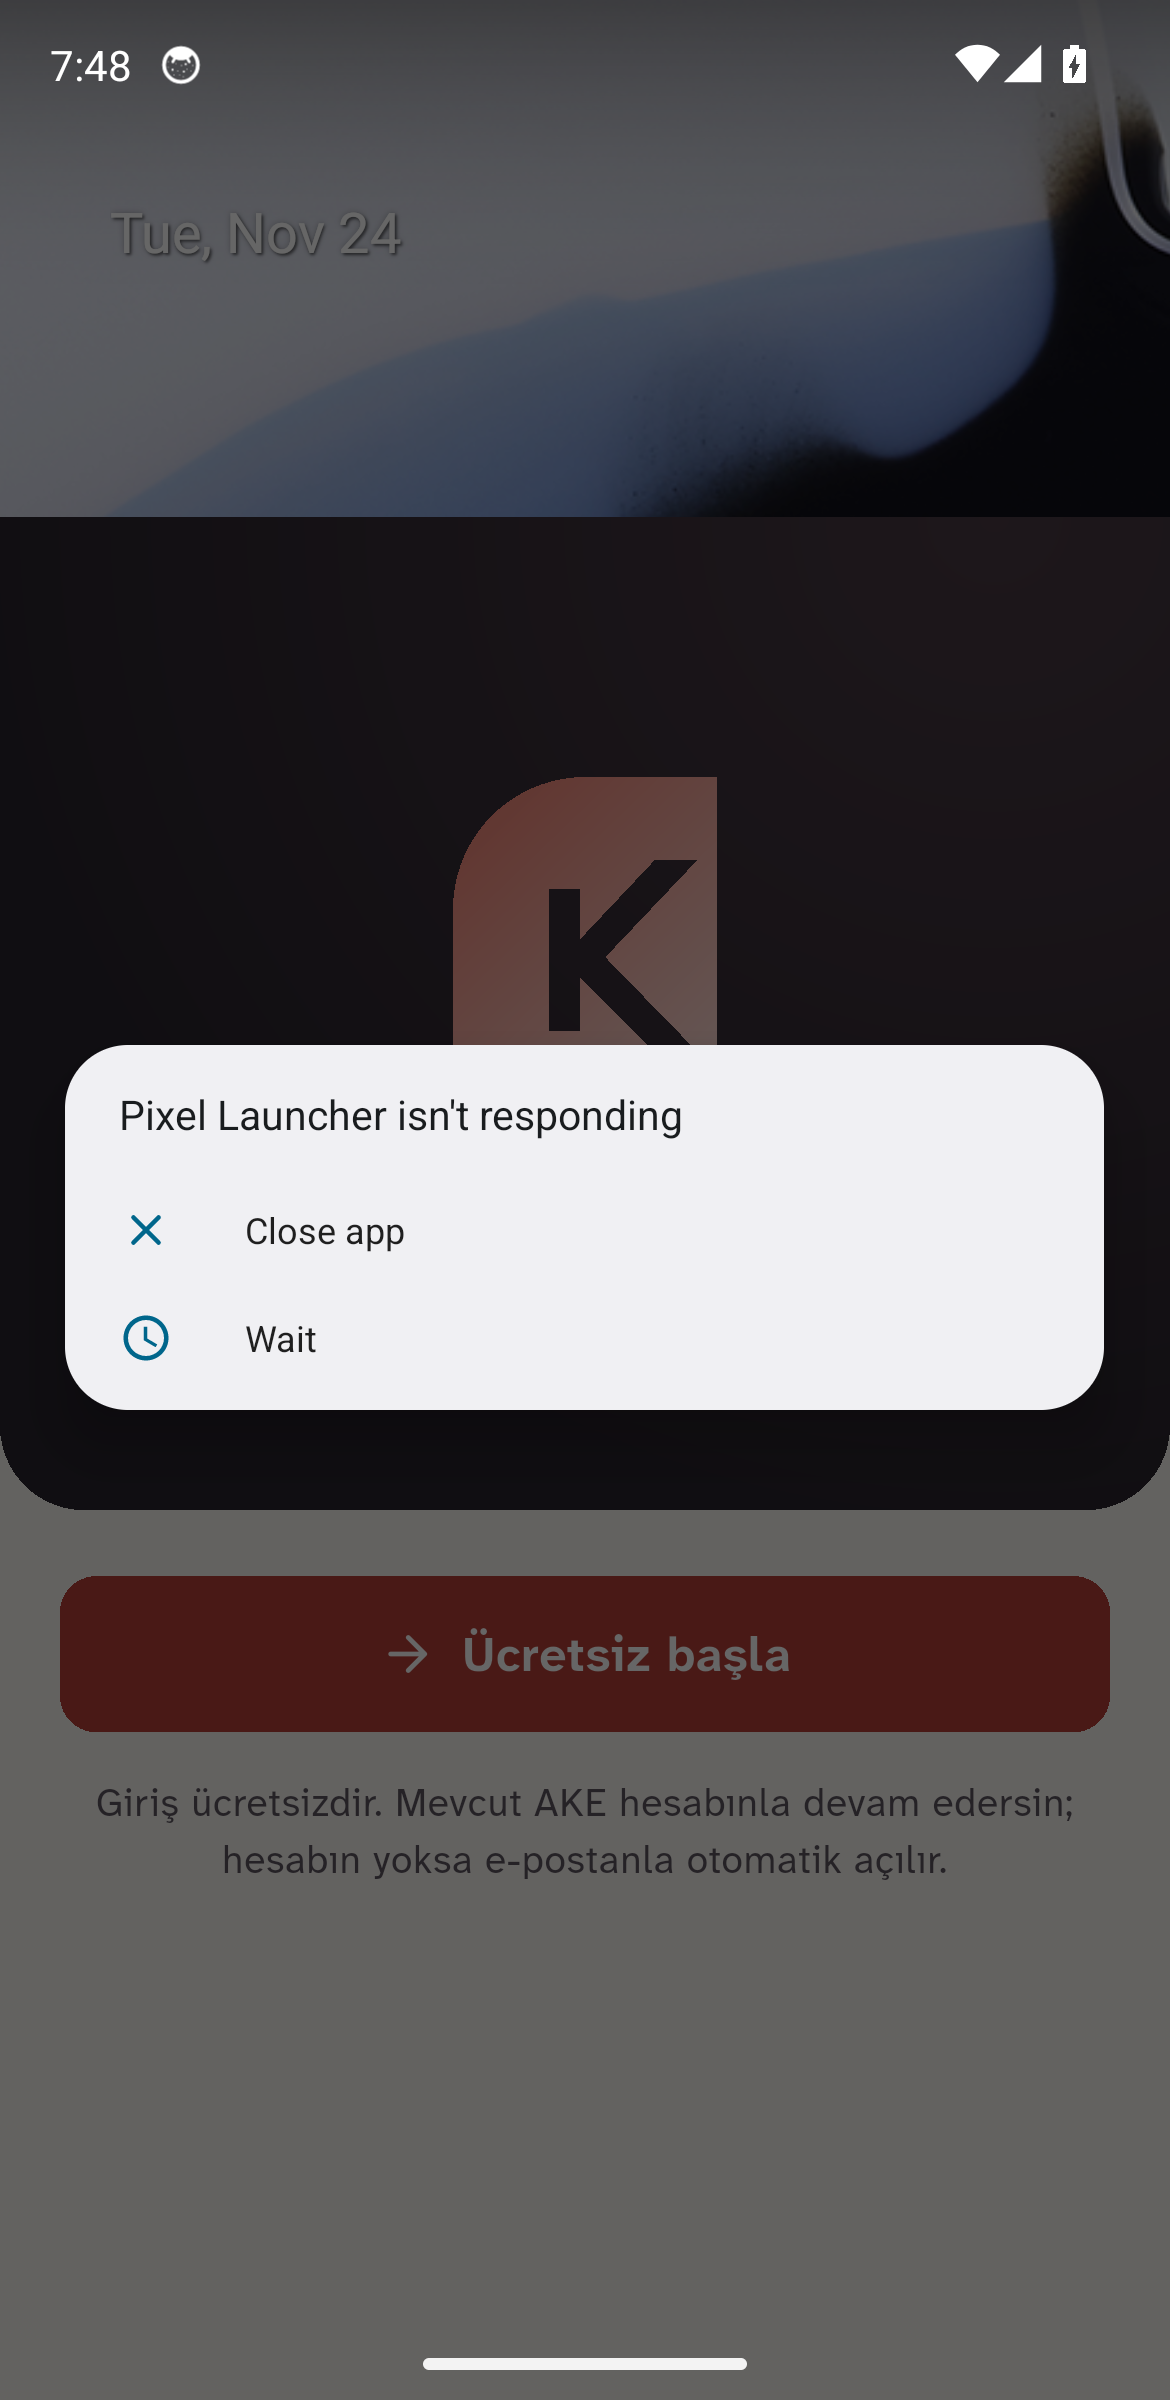 7:48
Tue, Nov 24
K
Pixel Launcher isn't responding
Close app
Wait
Ücretsiz başla
Giriş ücretsizdir. Mevcut AKE hesabınla devam edersin;
hesabın yoksa e-postanla otomatik açılır.